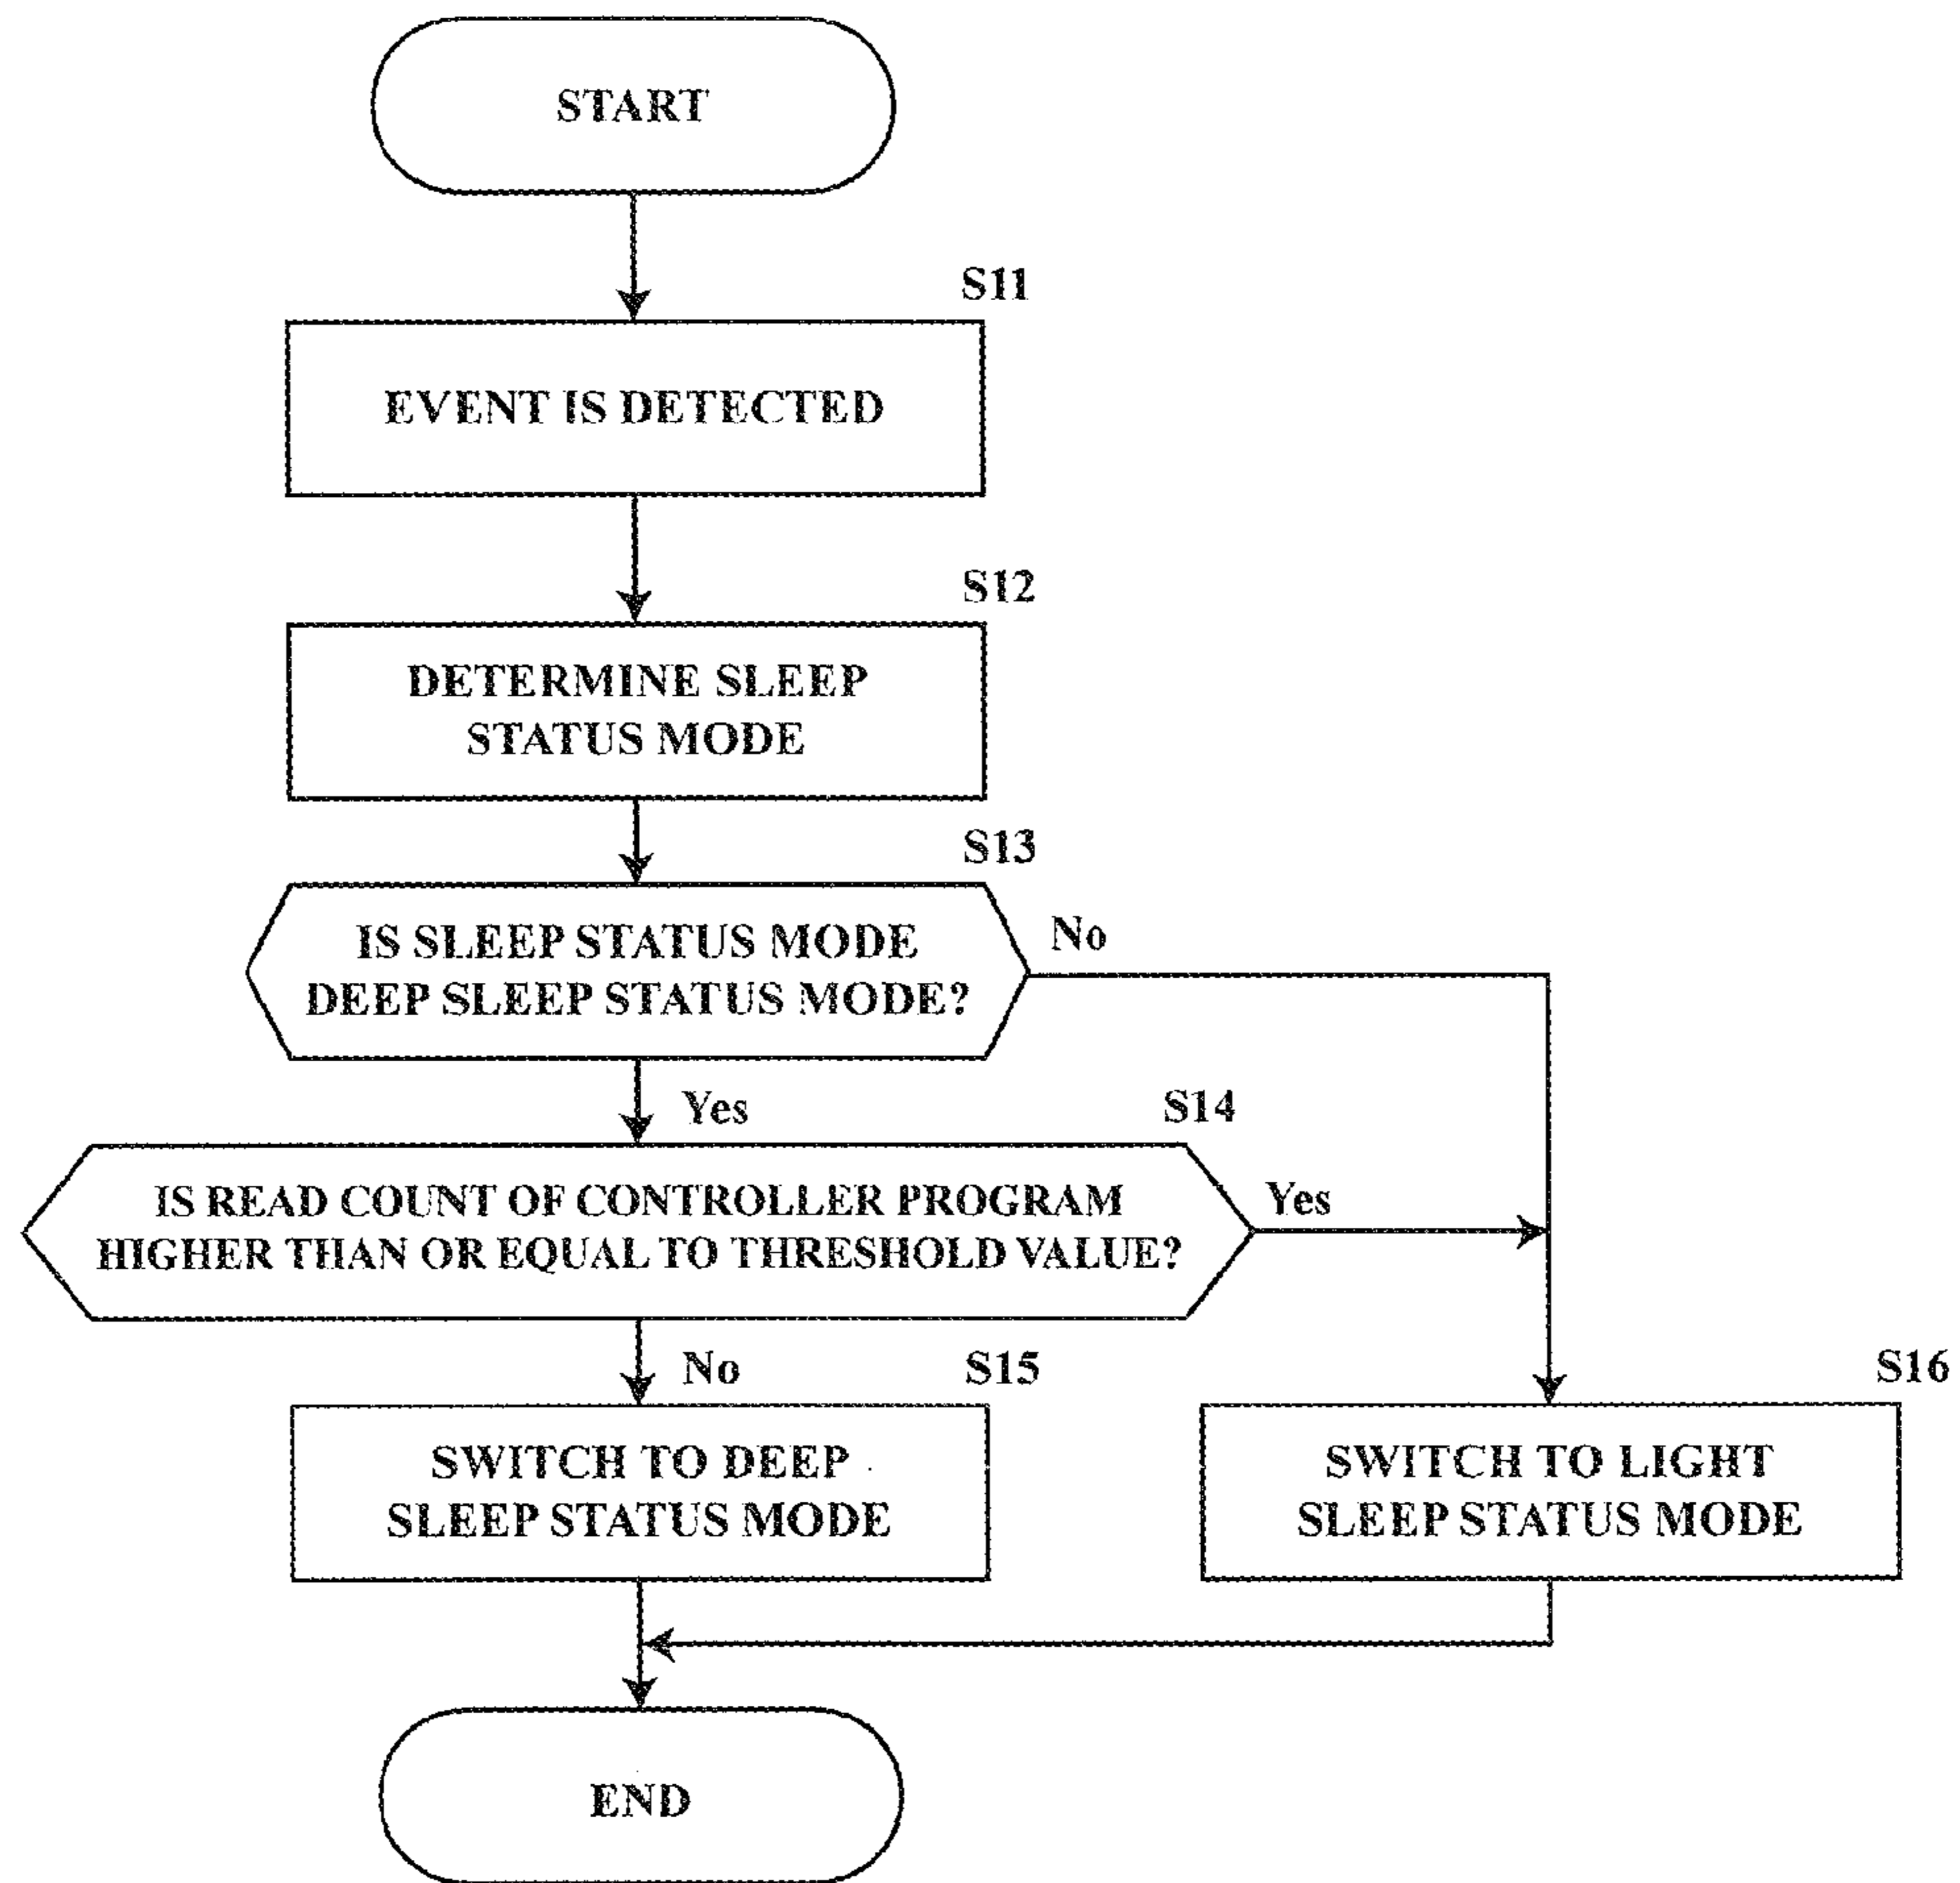 START
S11
EVENT IS DETECTED
S12
DETERMINE SLEEP
STATUS MODE
S13
IS SLEEP STATUS MODE
DEEP SLEEP STATUS MODE?
No
Yes
S14
IS READ COUNT OF CONTROLLER PROGRAM
HIGHER THAN OR EQUAL TO THRESHOLD VALUE?
Yes
No
S15
SWITCH TO DEEP
SLEEP STATUS MODE
S16
SWITCH TO LIGHT
SLEEP STATUS MODE
END